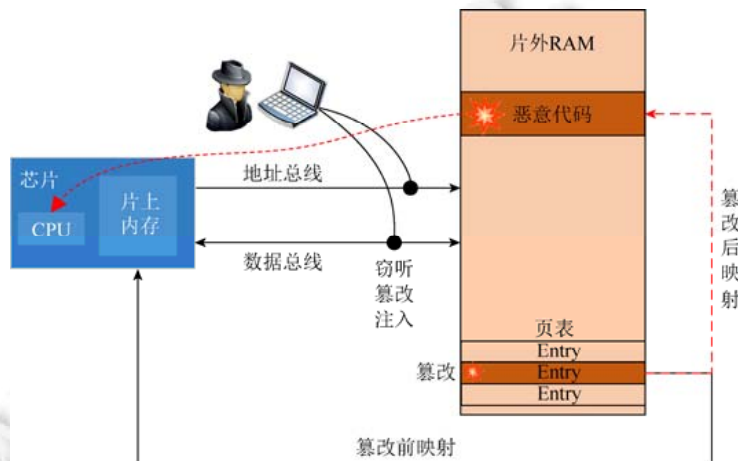 片外RAM
恶意代码
芯片
CPU
片上
内存
地址总线
数据总线
窃听
篡改
注入
篡
改
后
映
射
页表
Entry
篡改
Entry
Entry
篡改前映射